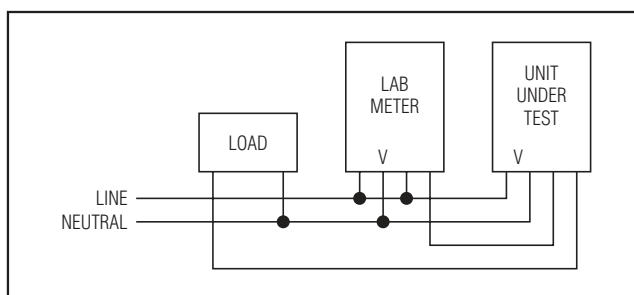 LAB
METER
UNIT
UNDER
TEST
LOAD
V
V
LINE
NEUTRAL